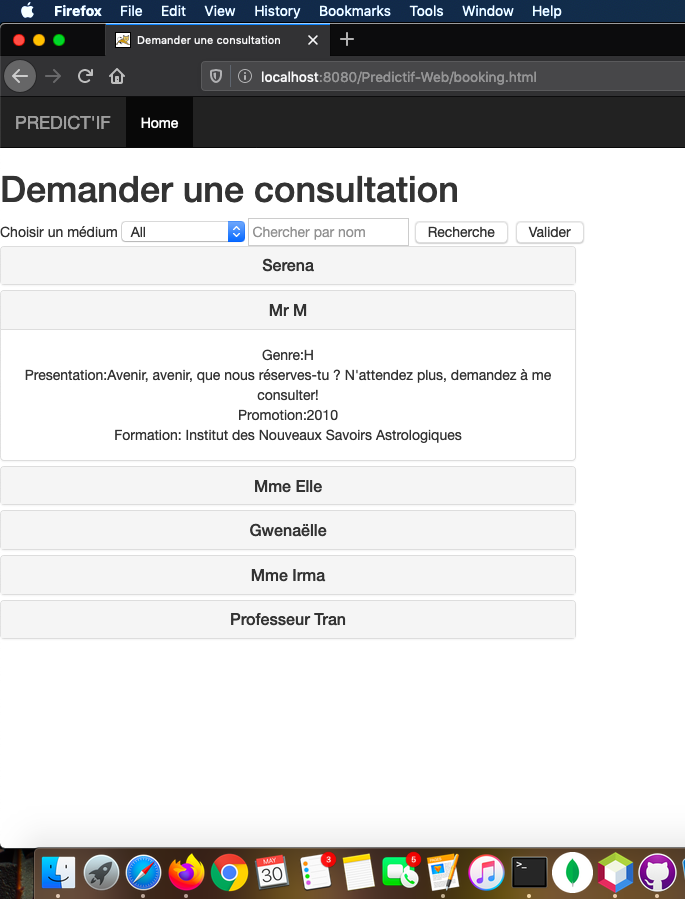 Firefox File Edit View History Bookmarks Tools Window Help
Demander une consultation
localhost:8080/Predictif-Web/booking.html
PREDICT'IF Home
Demander une consultation
Choisir un médium All Chercher par nom Recherche Valider
Serena
Mr M
Genre:H
Presentation:Avenir, avenir, que nous réserves-tu ? N'attendez plus, demandez à me
consulter!
Promotion:2010
Formation: Institut des Nouveaux Savoirs Astrologiques
Mme Elle
Gwenaëlle
Mme Irma
Professeur Tran
MAY
30
3
6
>_